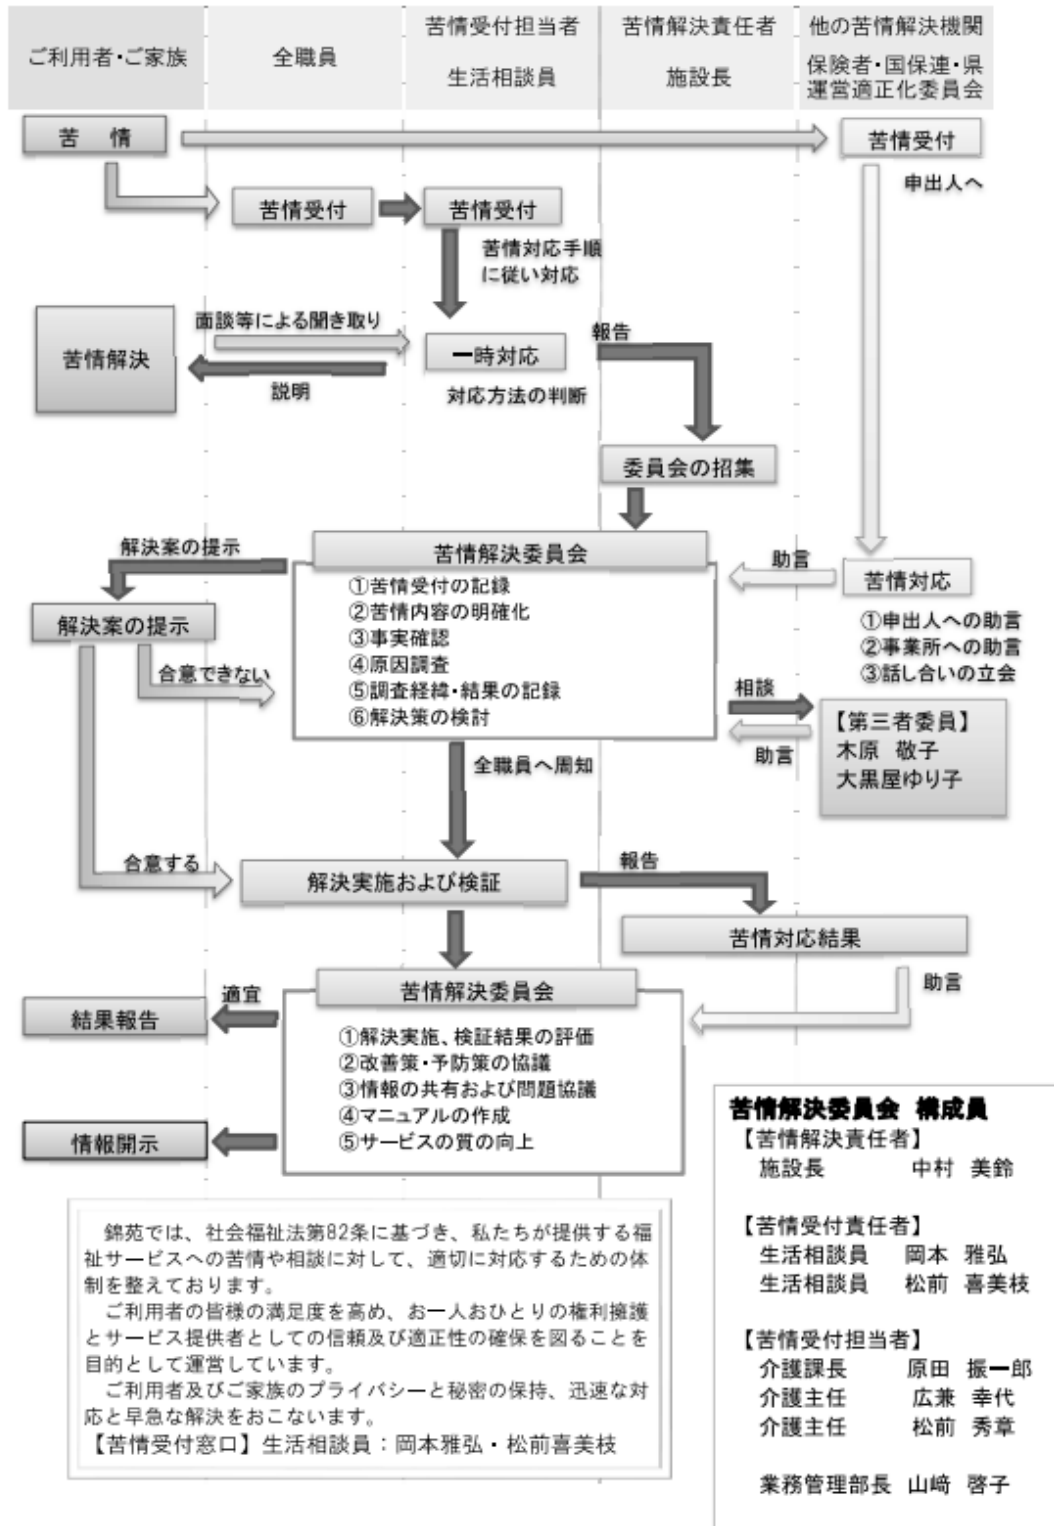 ご利用者・ご家族
全職員
苦情受付担当者
生活相談員
苦情解決責任者
施設長
他の苦情解決機関
保険者・国保連・県
運営適正化委員会
苦 情
苦情受付
申出人へ
苦情受付
苦情受付
苦情対応手順
に従い対応
面談等による聞き取り
苦情解決
一時対応
報告
説明
対応方法の判断
委員会の招集
解決案の提示
苦情解決委員会
助言
苦情対応
①苦情受付の記録
②苦情内容の明確化
③事実確認
④原因調査
⑤調査経緯・結果の記録
⑥解決策の検討
解決案の提示
①申出人への助言
②事業所への助言
③話し合いの立会
合意できない
相談
【第三者委員】
木原 敬子
大黒屋ゆり子
助言
全職員へ周知
合意する
解決実施および検証
報告
苦情対応結果
助言
苦情解決委員会
適宜
結果報告
①解決実施、検証結果の評価
②改善策・予防策の協議
③情報の共有および問題協議
④マニュアルの作成
⑤サービスの質の向上
情報開示
苦情解決委員会 構成員
【苦情解決責任者】
施設長 中村 美鈴
【苦情受付責任者】
生活相談員 岡本 雅弘
生活相談員 松前 喜美枝
【苦情受付担当者】
介護課長 原田 振一郎
介護主任 広兼 幸代
介護主任 松前 秀章
業務管理部長 山﨑 啓子
錦苑では、社会福祉法第82条に基づき、私たちが提供する福
祉サービスへの苦情や相談に対して、適切に対応するための体
制を整えております。
ご利用者の皆様の満足度を高め、お一人おひとりの権利擁護
とサービス提供者としての信頼及び適正性の確保を図ることを
目的として運営しています。
ご利用者及びご家族のプライバシーと秘密の保持、迅速な対
応と早急な解決をおこないます。
【苦情受付窓口】生活相談員：岡本雅弘・松前喜美枝